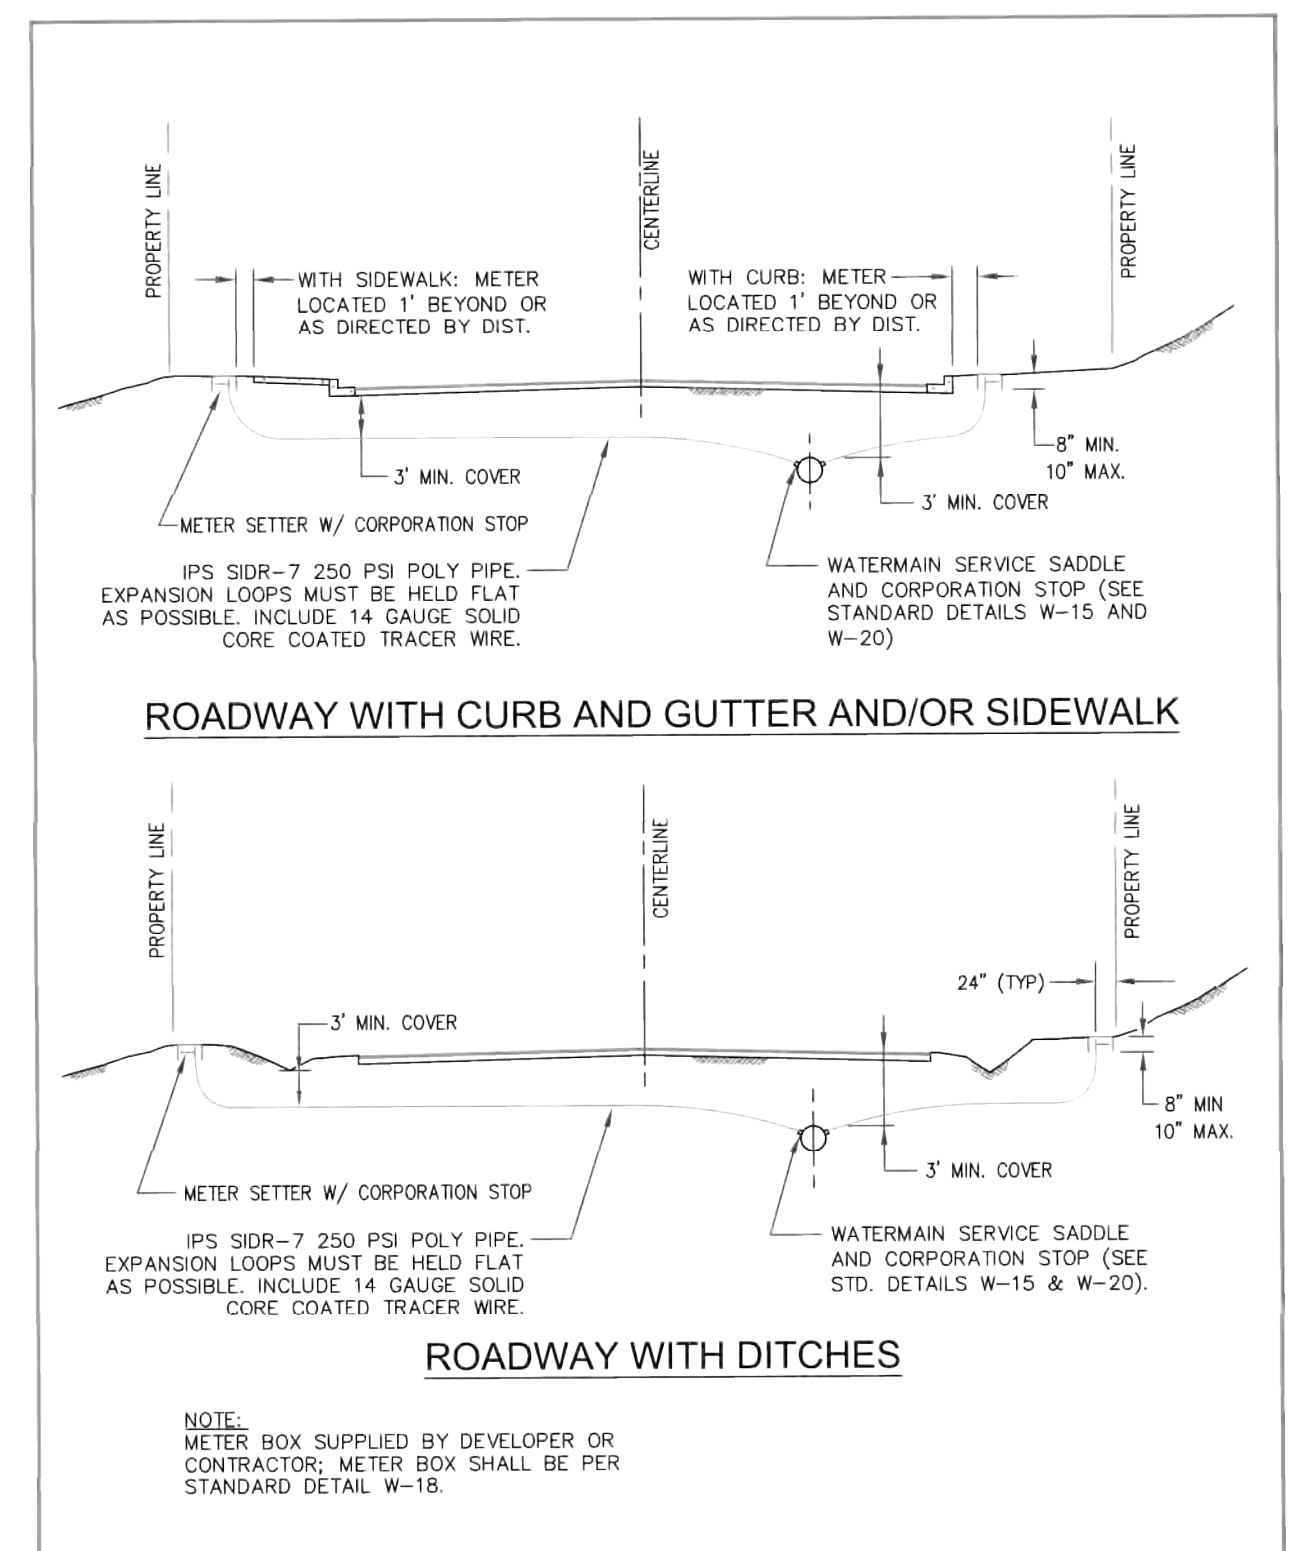 PROPERTY LINE
CENTERLINE
PROPERTY LINE
WITH SIDEWALK: METER
LOCATED 1' BEYOND OR
AS DIRECTED BY DIST.
WITH CURB: METER
LOCATED 1' BEYOND OR
AS DIRECTED BY DIST.
8" MIN.
10" MAX.
3' MIN. COVER
3' MIN. COVER
METER SETTER W/ CORPORATION STOP
IPS SIDR-7 250 PSI POLY PIPE.
EXPANSION LOOPS MUST BE HELD FLAT
AS POSSIBLE. INCLUDE 14 GAUGE SOLID
CORE COATED TRACER WIRE.
WATERMAIN SERVICE SADDLE
AND CORPORATION STOP (SEE
STANDARD DETAILS W-15 AND
W-20)
ROADWAY WITH CURB AND GUTTER AND/OR SIDEWALK
PROPERTY LINE
CENTERLINE
PROPERTY LINE
24" (TYP)
3' MIN. COVER
8" MIN
10" MAX.
3' MIN. COVER
METER SETTER W/ CORPORATION STOP
IPS SIDR-7 250 PSI POLY PIPE.
EXPANSION LOOPS MUST BE HELD FLAT
AS POSSIBLE. INCLUDE 14 GAUGE SOLID
CORE COATED TRACER WIRE.
WATERMAIN SERVICE SADDLE
AND CORPORATION STOP (SEE
STD. DETAILS W-15 & W-20).
ROADWAY WITH DITCHES
NOTE:
METER BOX SUPPLIED BY DEVELOPER OR
CONTRACTOR; METER BOX SHALL BE PER
STANDARD DETAIL W-18.